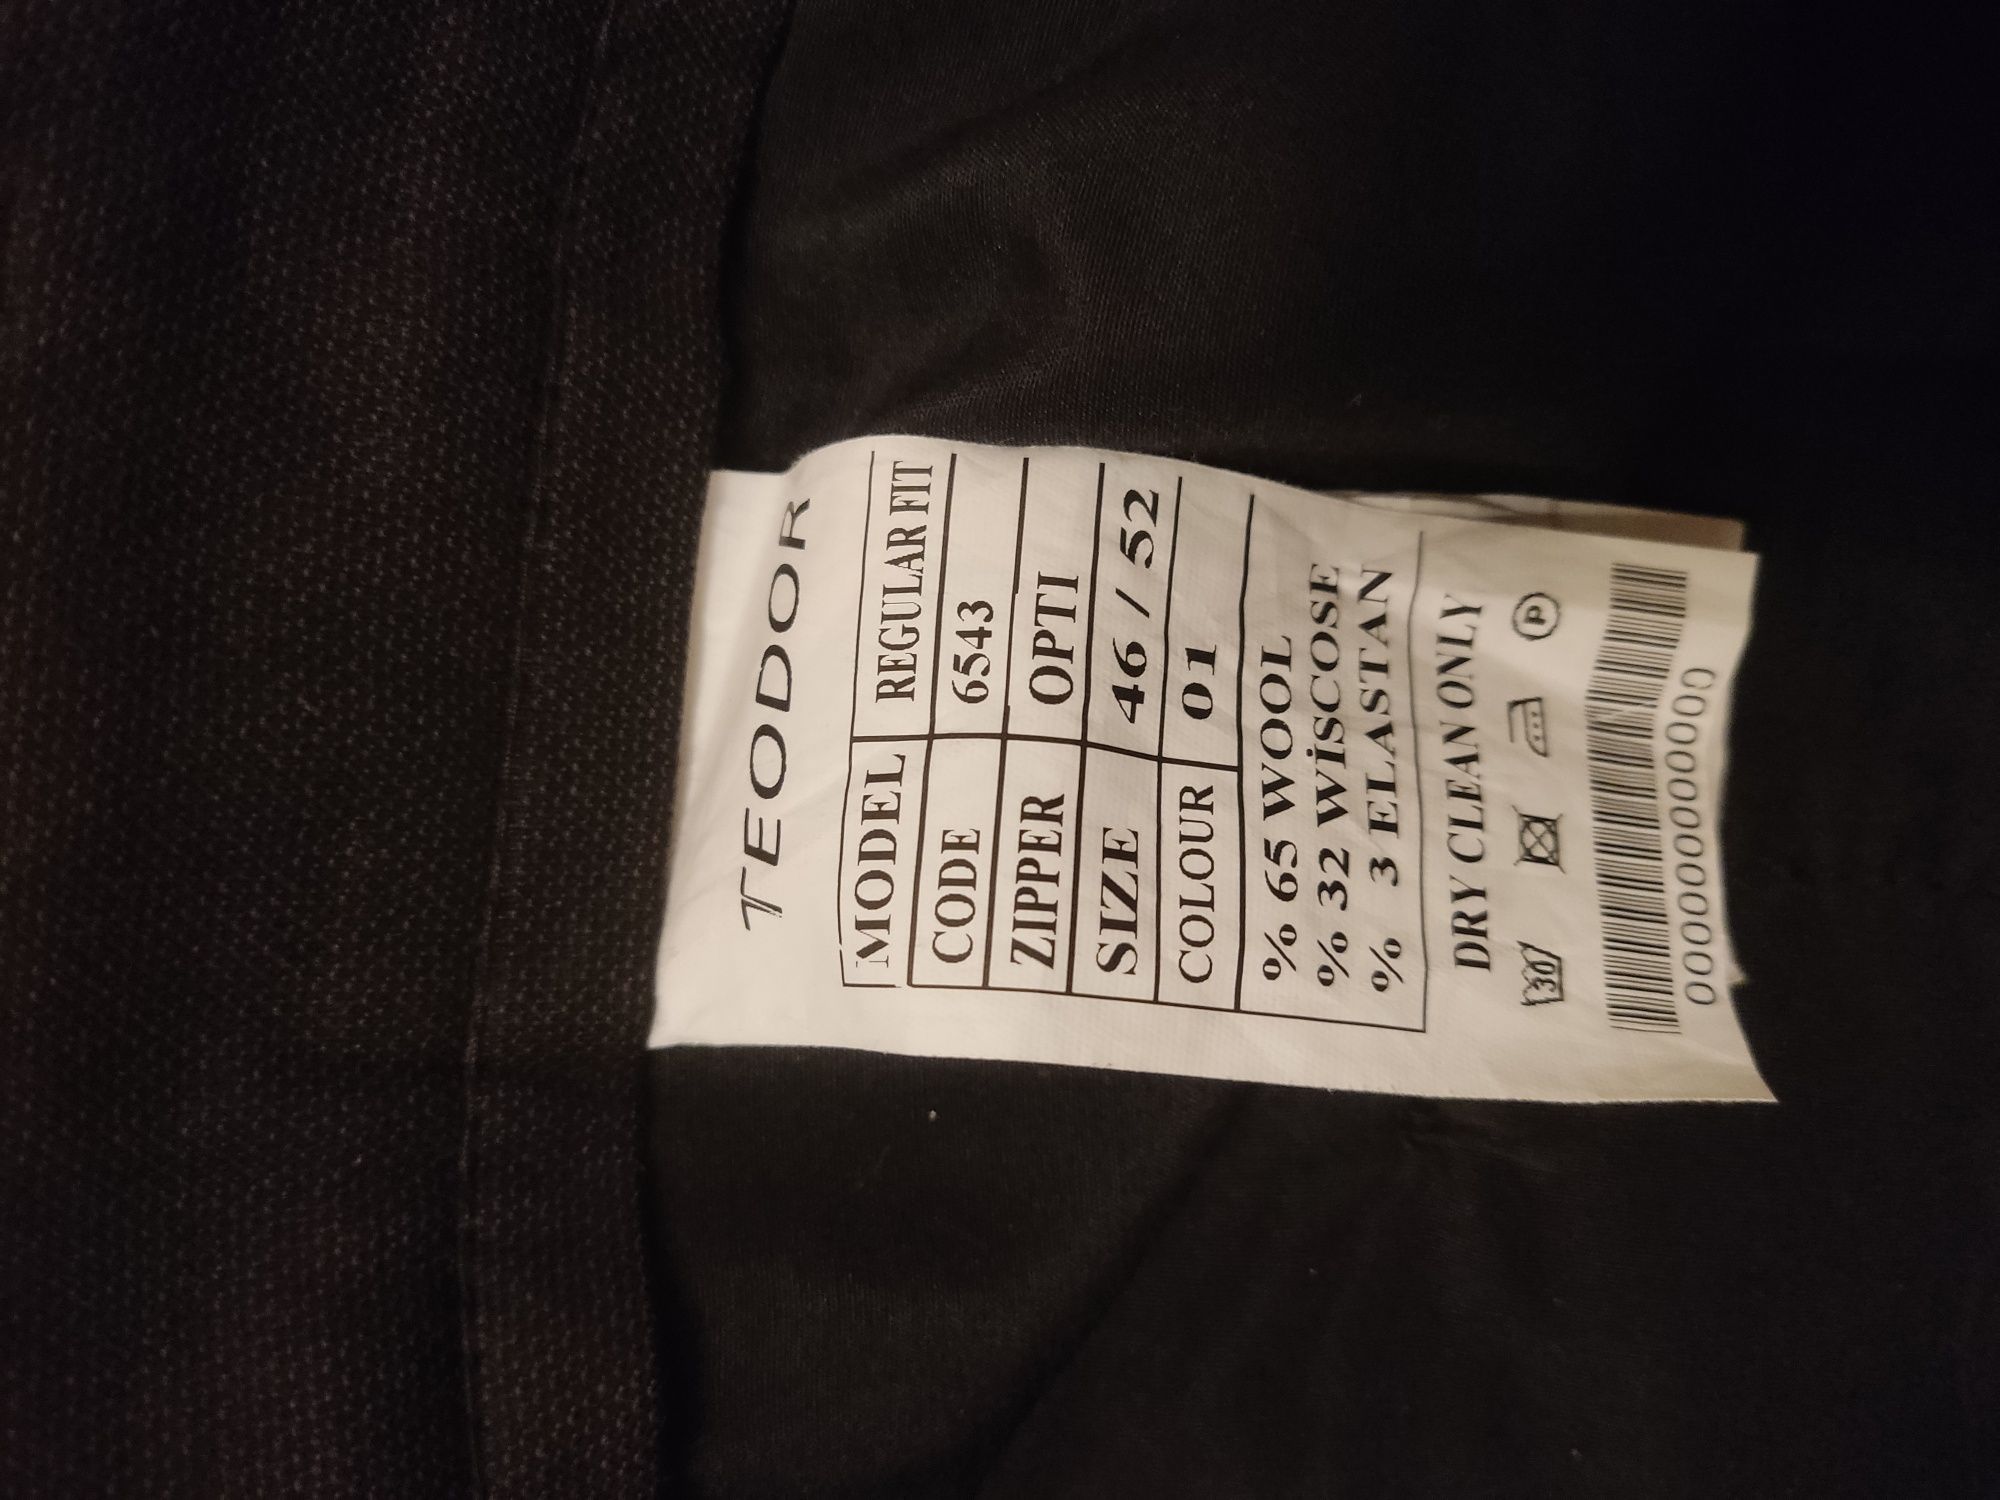 TEODOR
MODEL REGULAR FIT
CODE 6543
ZIPPER OPTI
SIZE 46 / 52
COLOUR 01
% 65 WOOL
% 32 WİSCOSE
% 3 ELASTAN
DRY CLEAN ONLY
30 P
0000000000000